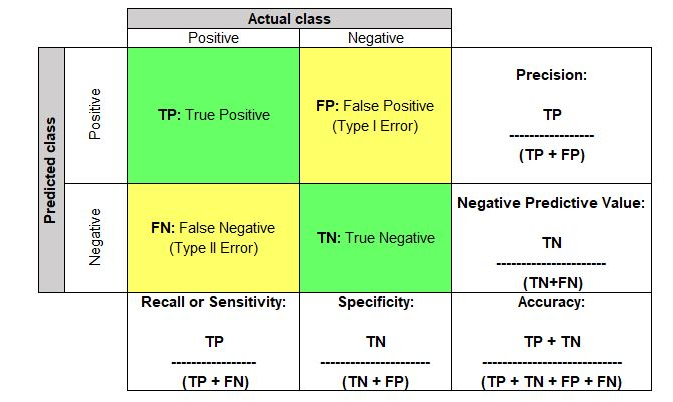 Actual class
Positive
Negative
Predicted class
Positive
TP: True Positive
FP: False Positive
(Type I Error)
Precision:
TP
-----------------
(TP + FP)
Negative
FN: False Negative
(Type II Error)
TN: True Negative
Negative Predictive Value:
TN
----------------------
(TN+FN)
Recall or Sensitivity:
TP
-----------------
(TP + FN)
Specificity:
TN
----------------------
(TN + FP)
Accuracy:
TP + TN
----------------------------
(TP + TN + FP + FN)